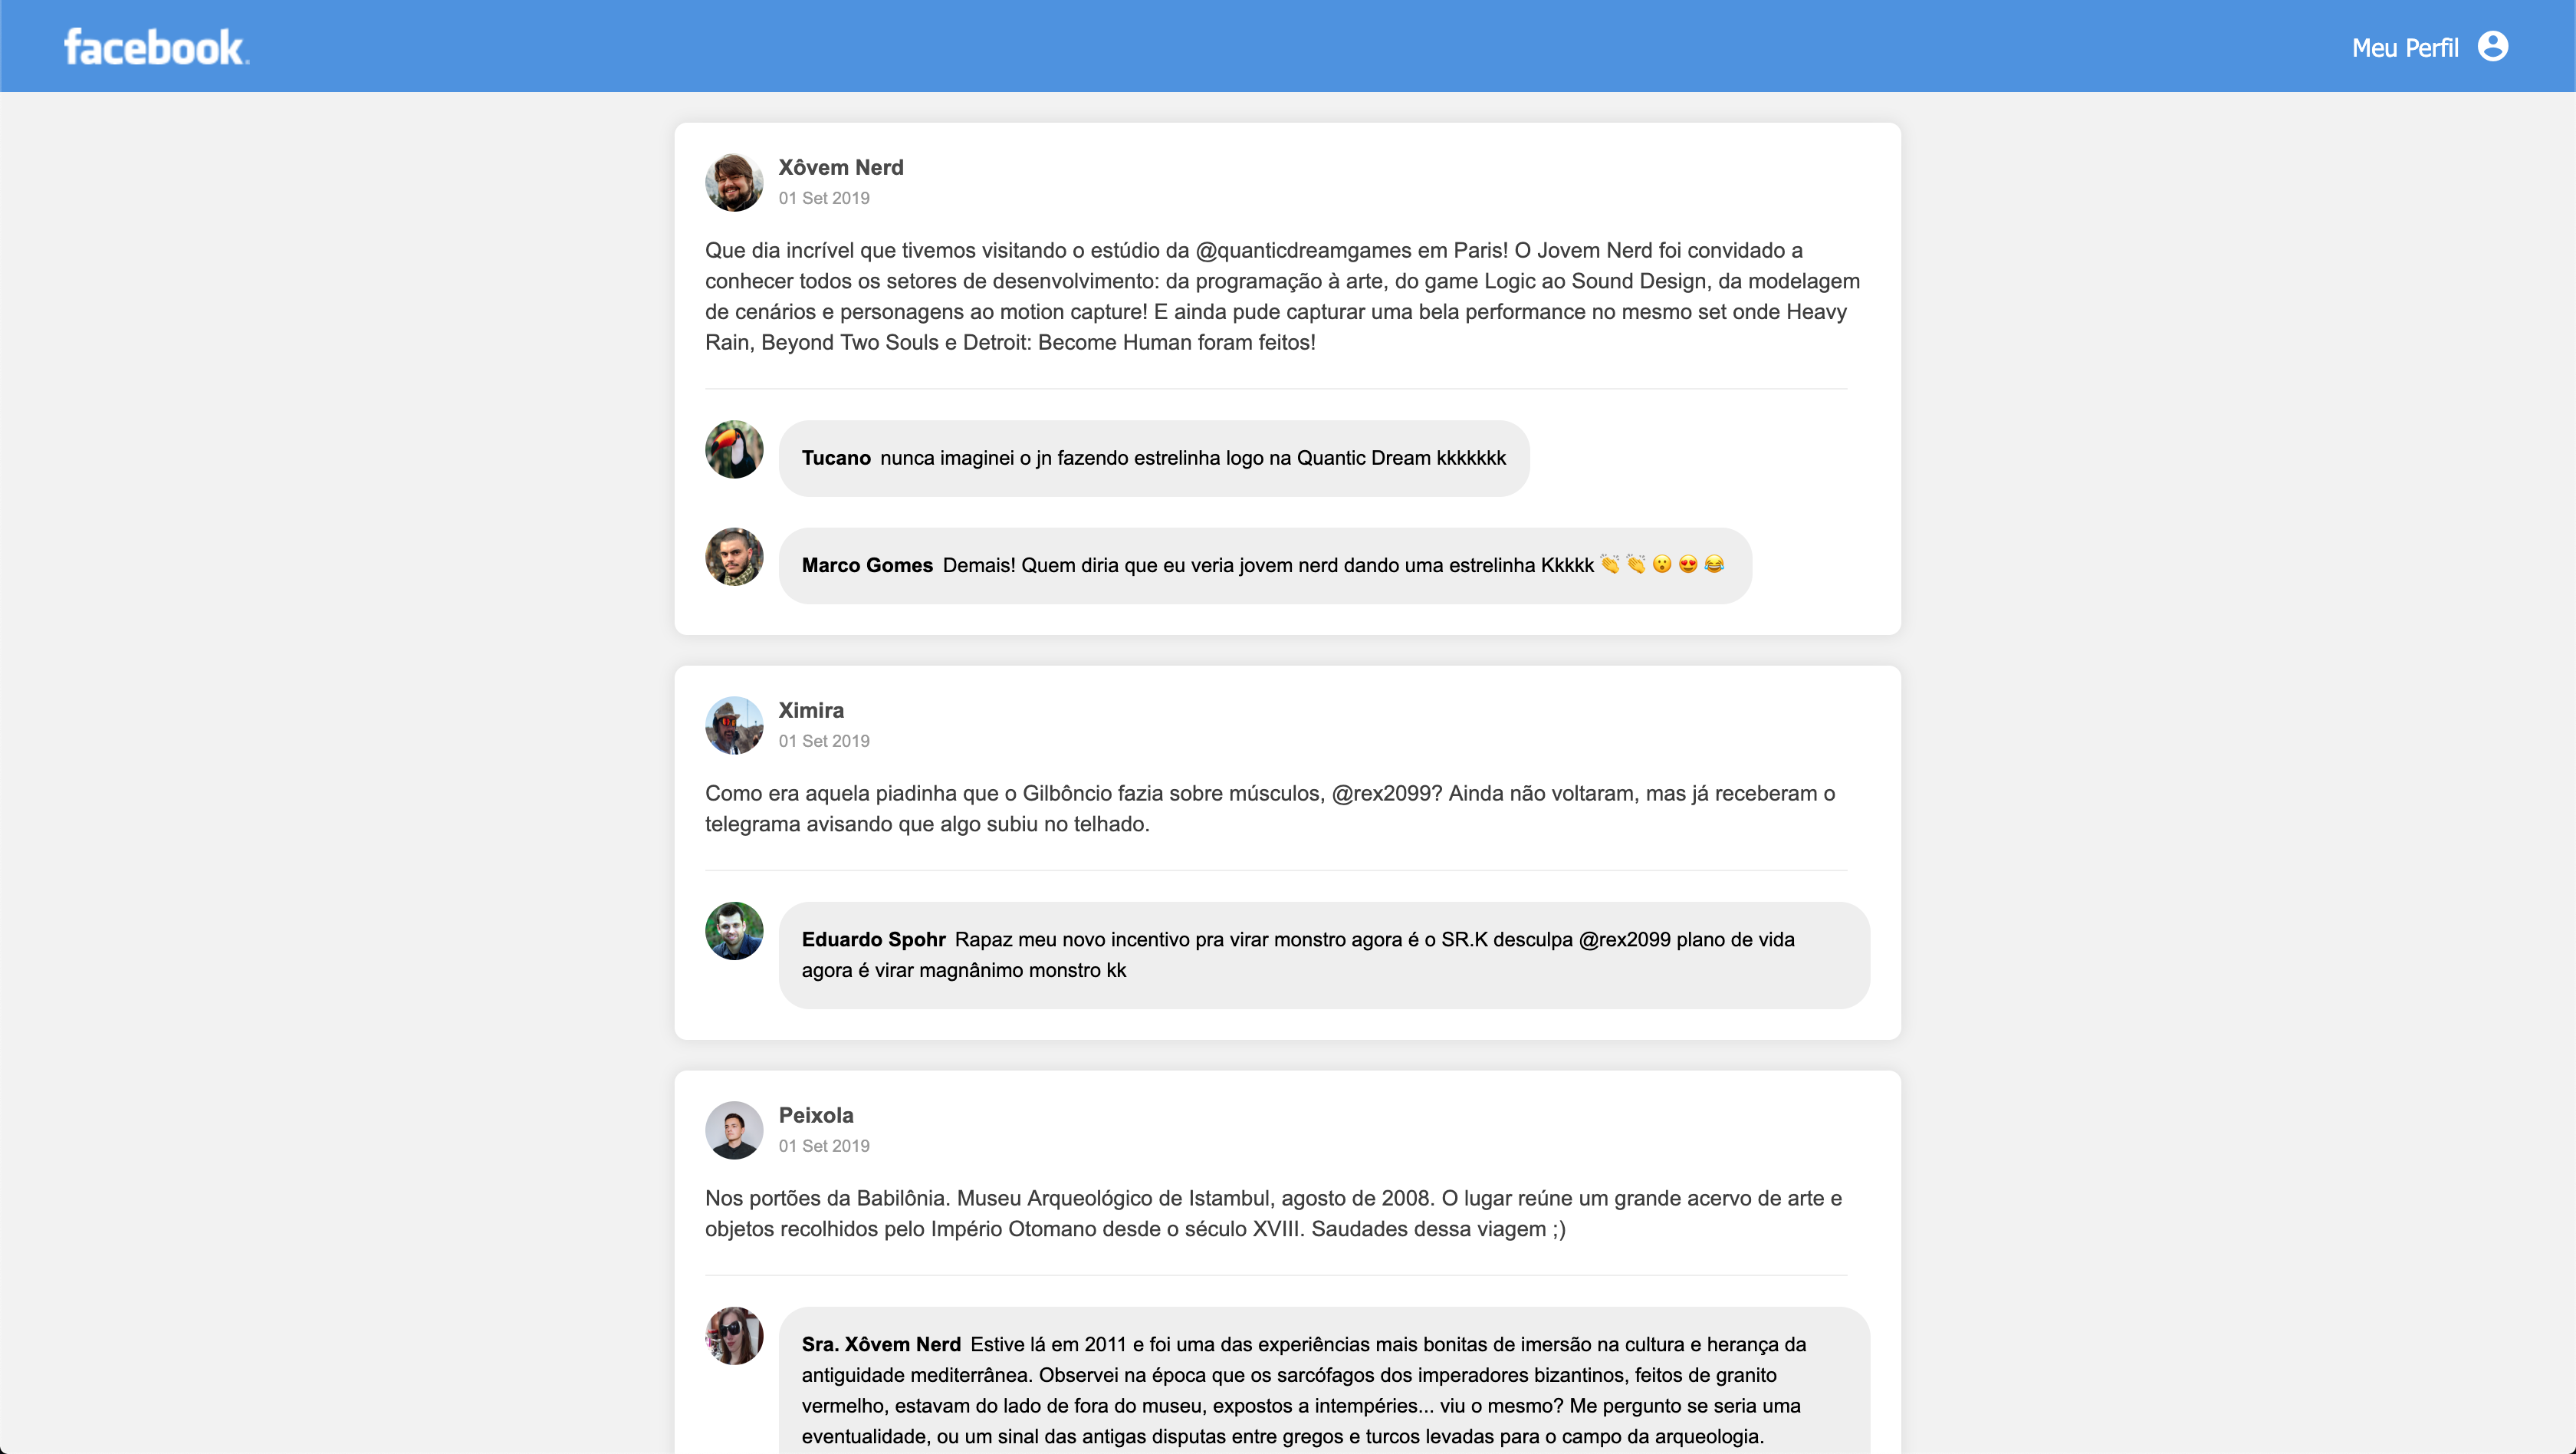 facebook.
Meu Perfil
Xôvem Nerd
01 Set 2019
Que dia incrível que tivemos visitando o estúdio da @quanticdreamgames em Paris! O Jovem Nerd foi convidado a
conhecer todos os setores de desenvolvimento: da programação à arte, do game Logic ao Sound Design, da modelagem
de cenários e personagens ao motion capture! E ainda pude capturar uma bela performance no mesmo set onde Heavy
Rain, Beyond Two Souls e Detroit: Become Human foram feitos!
Tucano nunca imaginei o jn fazendo estrelinha logo na Quantic Dream kkkkkkk
Marco Gomes Demais! Quem diria que eu veria jovem nerd dando uma estrelinha Kkkkk 👏 👏 😮 😍 😂
Ximira
01 Set 2019
Como era aquela piadinha que o Gilbôncio fazia sobre músculos, @rex2099? Ainda não voltaram, mas já receberam o
telegrama avisando que algo subiu no telhado.
Eduardo Spohr Rapaz meu novo incentivo pra virar monstro agora é o SR.K desculpa @rex2099 plano de vida
agora é virar magnânimo monstro kk
Peixola
01 Set 2019
Nos portões da Babilônia. Museu Arqueológico de Istambul, agosto de 2008. O lugar reúne um grande acervo de arte e
objetos recolhidos pelo Império Otomano desde o século XVIII. Saudades dessa viagem ;)
Sra. Xôvem Nerd Estive lá em 2011 e foi uma das experiências mais bonitas de imersão na cultura e herança da
antiguidade mediterrânea. Observei na época que os sarcófagos dos imperadores bizantinos, feitos de granito
vermelho, estavam do lado de fora do museu, expostos a intempéries... viu o mesmo? Me pergunto se seria uma
eventualidade, ou um sinal das antigas disputas entre gregos e turcos levadas para o campo da arqueologia.